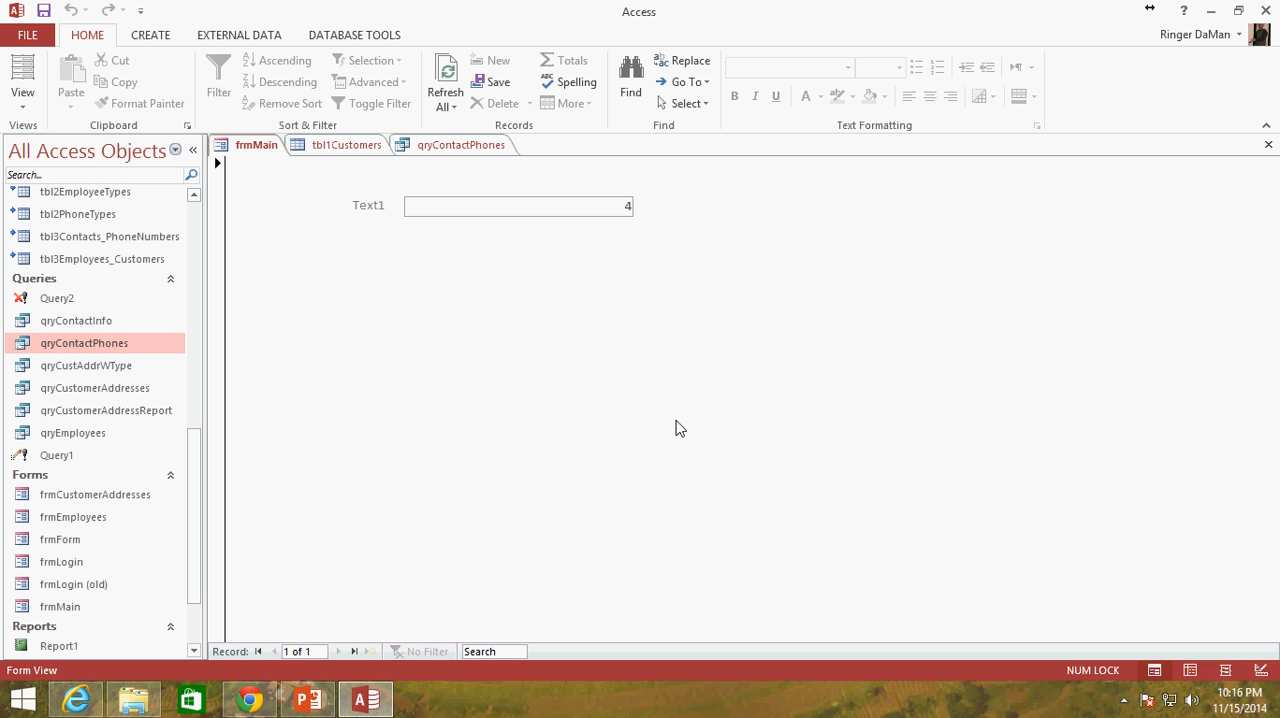 Access
?
FILE HOME CREATE EXTERNAL DATA DATABASE TOOLS Ringer DaMan
View
Views
Paste
Cut
Copy
Format Painter
Clipboard
Filter
Ascending
Descending
Remove Sort
Selection
Advanced
Toggle Filter
Sort & Filter
Refresh
All
New
Save
Delete
Totals
Spelling
More
Records
Find
Replace
Go To
Select
Find
B I U A
Text Formatting
All Access Objects
Search...
tbl2EmployeeTypes
tbl2PhoneTypes
tbl3Contacts_PhoneNumbers
tbl3Employees_Customers
Queries
Query2
qryContactInfo
qryContactPhones
qryCustAddrWType
qryCustomerAddresses
qryCustomerAddressReport
qryEmployees
Query1
Forms
frmCustomerAddresses
frmEmployees
frmForm
frmLogin
frmLogin (old)
frmMain
Reports
Report1
frmMain tbl1Customers qryContactPhones
Text1 4
Record: 1 of 1 No Filter Search
Form View NUM LOCK
10:16 PM
11/15/2014